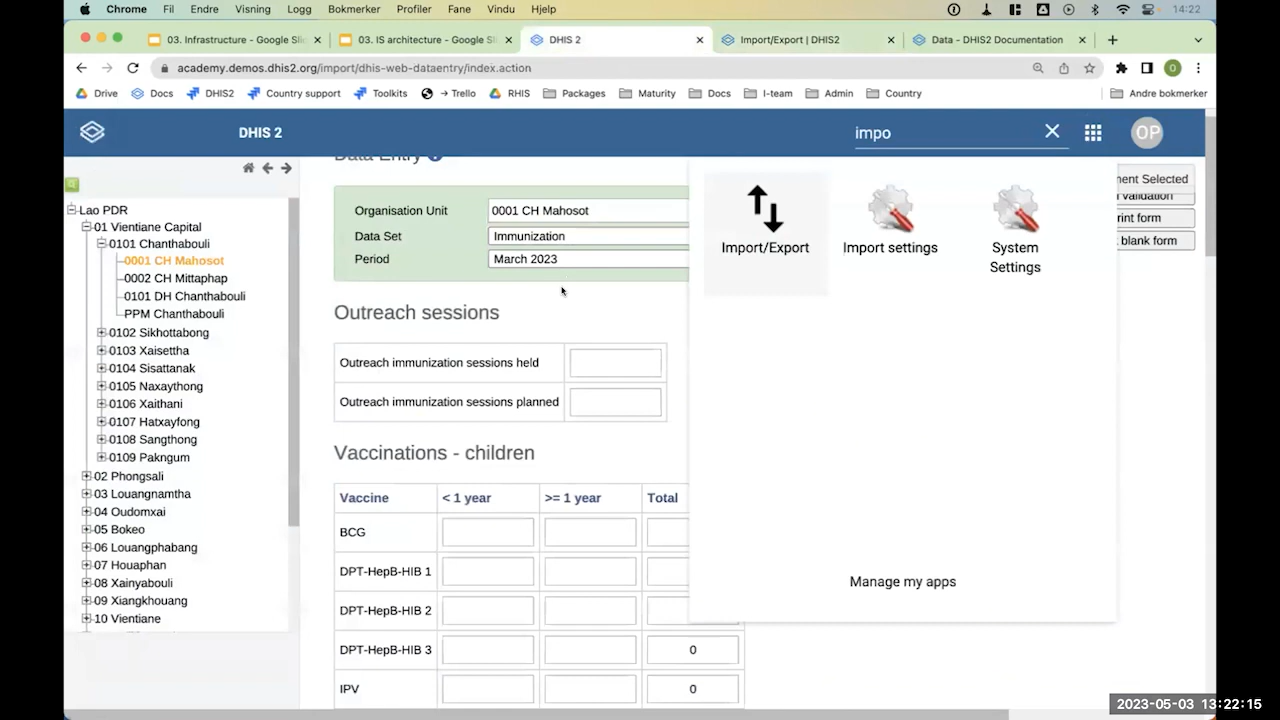 Chrome Fil Endre Visning Logg Bokmerker Profiler Fane Vindu Hjelp 14:22
03. Infrastructure - Google Sli
03. IS architecture - Google S
DHIS 2
Import/Export | DHIS2
Data - DHIS2 Documentation
academy.demos.dhis2.org/import/dhis-web-dataentry/index.action
O
Drive Docs DHIS2 Country support Toolkits → Trello RHIS Packages Maturity Docs I-team Admin Country Andre bokmerker
DHIS 2
impo
OP
Data Entry
Lao PDR
01 Vientiane Capital
0101 Chanthabouli
0001 CH Mahosot
0002 CH Mittaphap
0101 DH Chanthabouli
PPM Chanthabouli
0102 Sikhottabong
0103 Xaisettha
0104 Sisattanak
0105 Naxaythong
0106 Xaithani
0107 Hatxayfong
0108 Sangthong
0109 Pakngum
02 Phongsali
03 Louangnamtha
04 Oudomxai
05 Bokeo
06 Louangphabang
07 Houaphan
08 Xainyabouli
09 Xiangkhouang
10 Vientiane
Organisation Unit 0001 CH Mahosot
Data Set Immunization
Period March 2023
Outreach sessions
Outreach immunization sessions held
Outreach immunization sessions planned
Vaccinations - children
Vaccine < 1 year >= 1 year Total
BCG
DPT-HepB-HIB 1
DPT-HepB-HIB 2
DPT-HepB-HIB 3 0
IPV 0
Import/Export
Import settings
System
Settings
Manage my apps
ent Selected
validation
rint form
blank form
2023-05-03 13:22:15